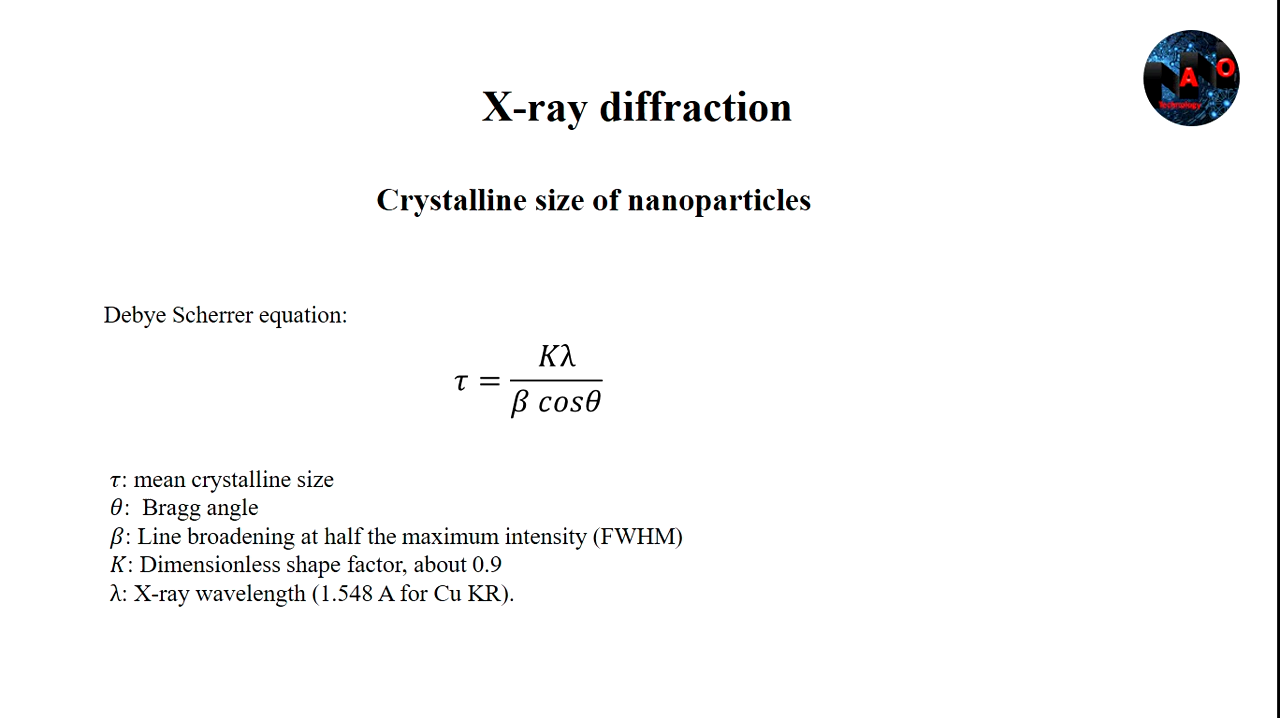 NANO
Technology
X-ray diffraction
Crystalline size of nanoparticles
Debye Scherrer equation:
τ = Kλ / β cosθ
τ: mean crystalline size
θ: Bragg angle
β: Line broadening at half the maximum intensity (FWHM)
K: Dimensionless shape factor, about 0.9
λ: X-ray wavelength (1.548 A for Cu KR).